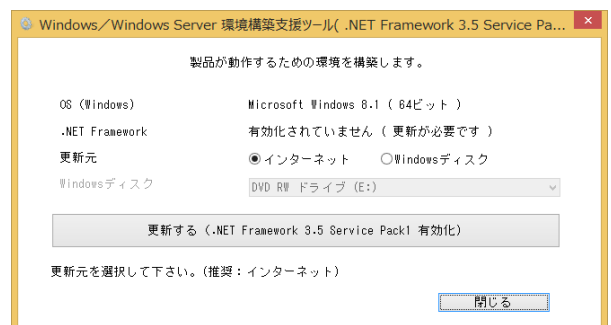 Windows／Windows Server 環境構築支援ツール( .NET Framework 3.5 Service Pa...
製品が動作するための環境を構築します。
OS (Windows) Microsoft Windows 8.1 ( 64ビット )
.NET Framework 有効化されていません ( 更新が必要です )
更新元 インターネット Windowsディスク
Windowsディスク DVD RW ドライブ (E:)
更新する (.NET Framework 3.5 Service Pack1 有効化)
更新元を選択して下さい。(推奨：インターネット)
閉じる